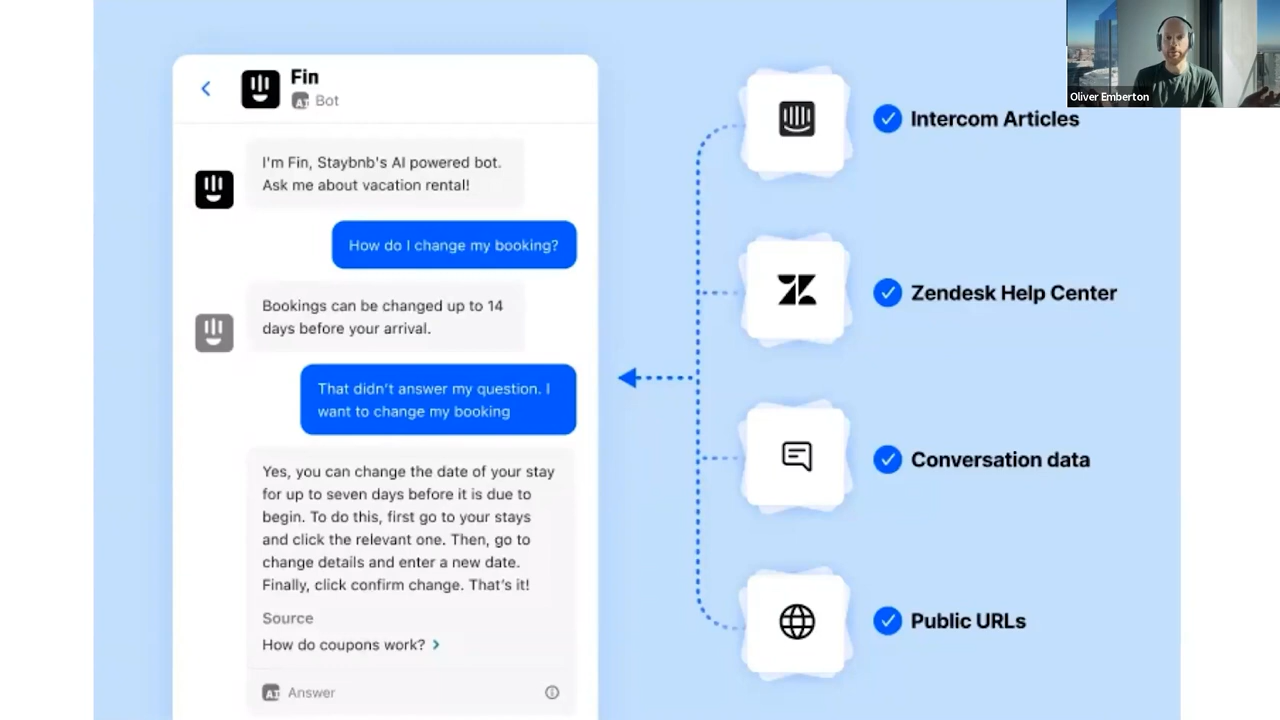 Fin
AI Bot
I'm Fin, Staybnb's AI powered bot.
Ask me about vacation rental!
How do I change my booking?
Bookings can be changed up to 14
days before your arrival.
That didn't answer my question. I
want to change my booking
Yes, you can change the date of your stay
for up to seven days before it is due to
begin. To do this, first go to your stays
and click the relevant one. Then, go to
change details and enter a new date.
Finally, click confirm change. That's it!
Source
How do coupons work?
AI Answer
Oliver Emberton
Intercom Articles
Zendesk Help Center
Conversation data
Public URLs